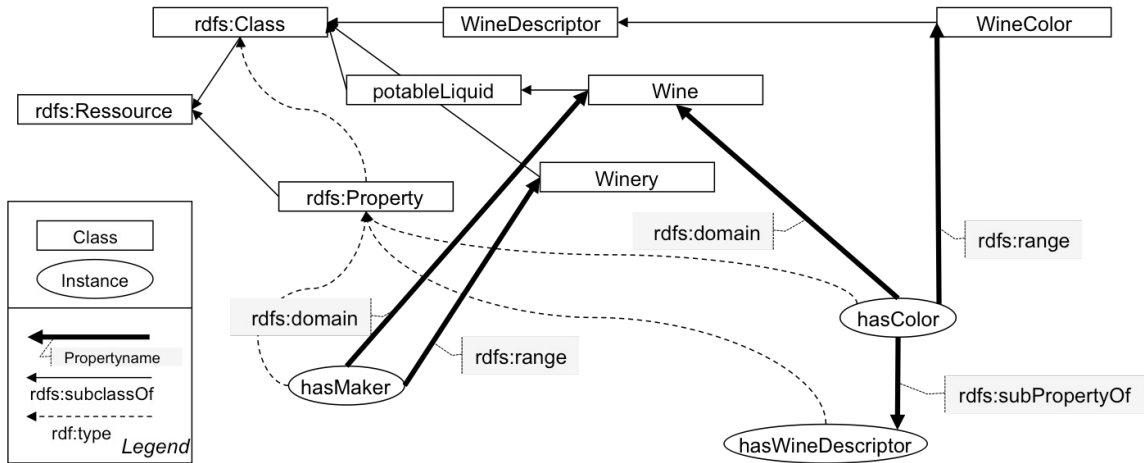 rdfs:Class
WineDescriptor
WineColor
potableLiquid
Wine
rdfs:Ressource
Winery
rdfs:Property
Class
rdfs:domain
rdfs:range
Instance
rdfs:domain
hasColor
Propertyname
rdfs:range
rdfs:subclassOf
hasMaker
rdfs:subPropertyOf
rdf:type
Legend
hasWineDescriptor